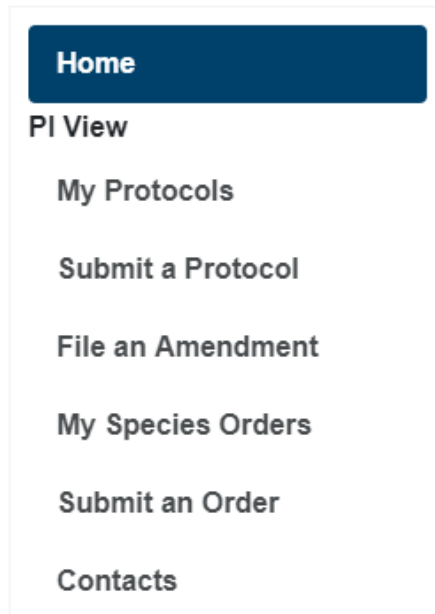 Home
PI View
My Protocols
Submit a Protocol
File an Amendment
My Species Orders
Submit an Order
Contacts